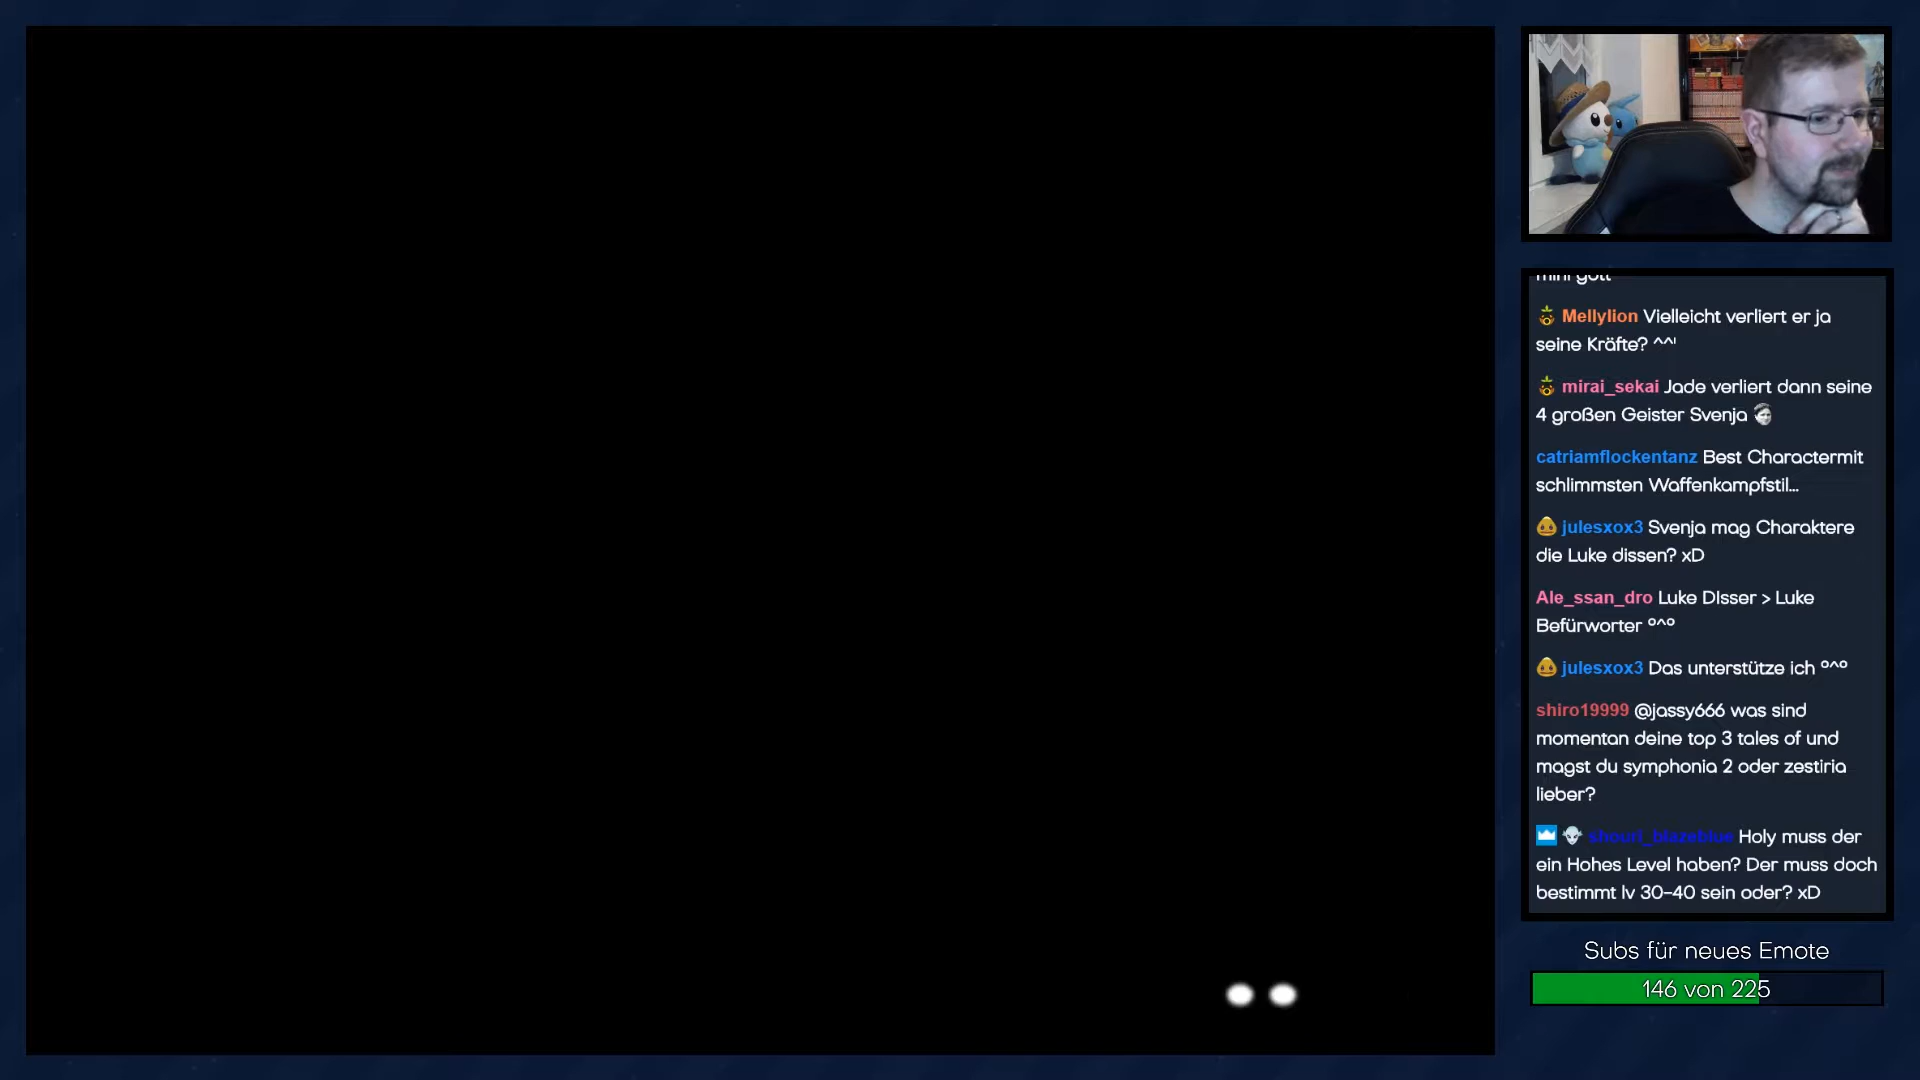 Mellylion Vielleicht verliert er ja
seine Kräfte? ^^'
mirai_sekai Jade verliert dann seine
4 großen Geister Svenja
catriamflockentanz Best Charactermit
schlimmsten Waffenkampfstil...
julesxox3 Svenja mag Charaktere
die Luke dissen? xD
Ale_ssan_dro Luke DIsser > Luke
Befürworter °^°
julesxox3 Das unterstütze ich °^°
shiro19999 @jassy666 was sind
momentan deine top 3 tales of und
magst du symphonia 2 oder zestiria
lieber?
shouri_blazeblue Holy muss der
ein Hohes Level haben? Der muss doch
bestimmt lv 30-40 sein oder? xD
Subs für neues Emote
146 von 225